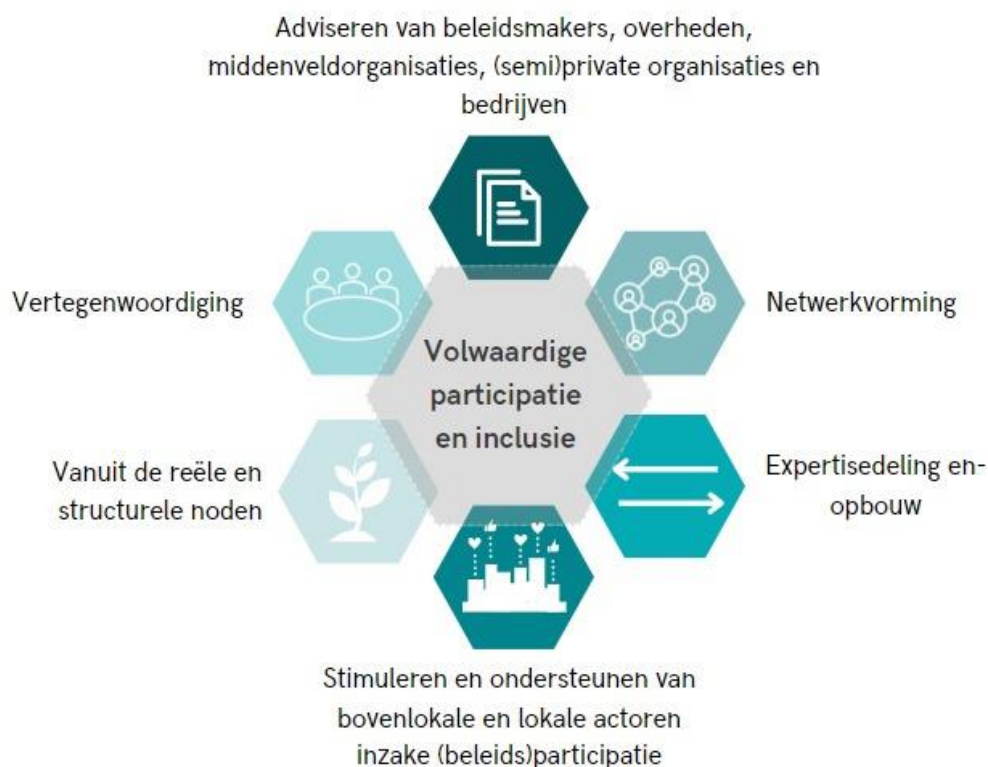 Adviseren van beleidsmakers, overheden,
middenveldorganisaties, (semi)private organisaties en
bedrijven
Vertegenwoordiging
Netwerkvorming
Volwaardige
participatie
en inclusie
Vanuit de reële en
structurele noden
Expertisedeling en-
opbouw
Stimuleren en ondersteunen van
bovenlokale en lokale actoren
inzake (beleids)participatie